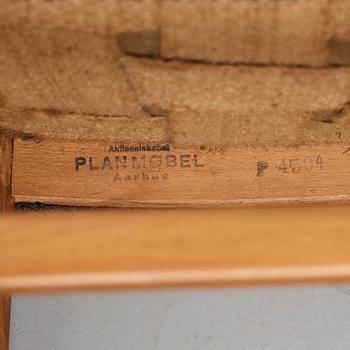 Aktieselskabet
PLANMØBEL
Aarhus
P 4504